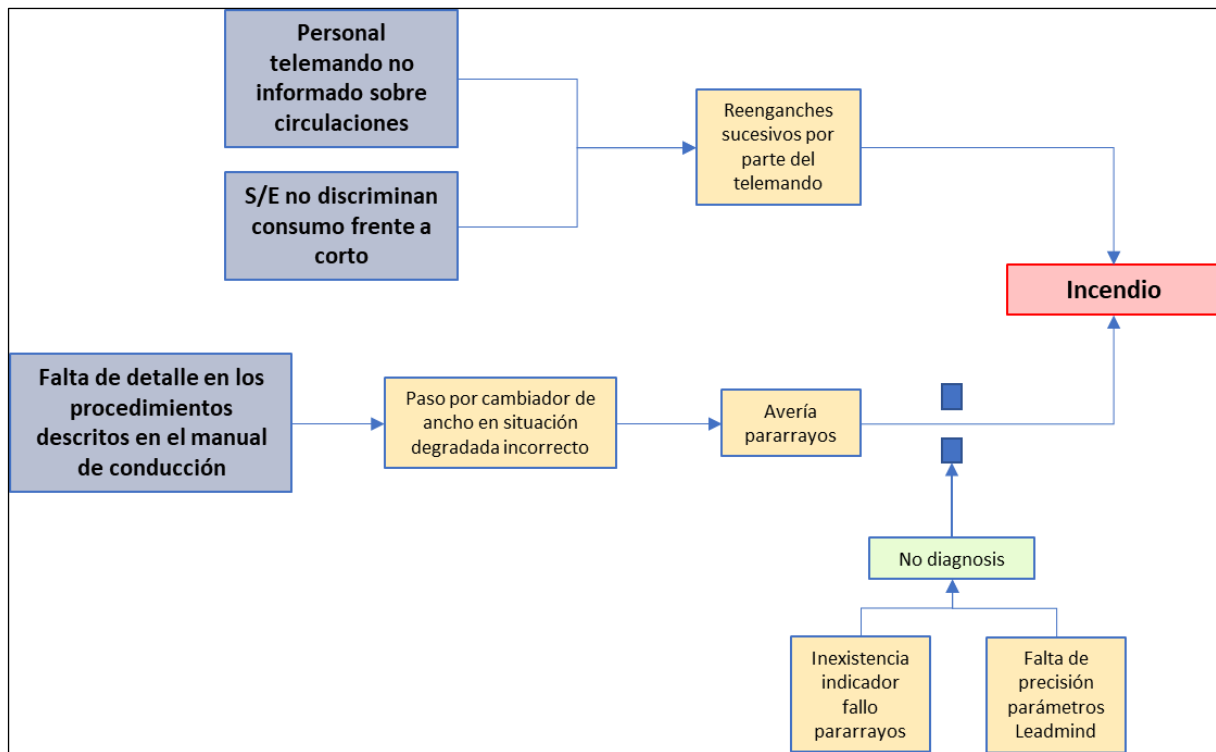 Personal
telemando no
informado sobre
circulaciones
Reenganches
sucesivos por
parte del
telemando
S/E no discriminan
consumo frente a
corto
Incendio
Falta de detalle en los
procedimientos
descritos en el manual
de conducción
Paso por cambiador de
ancho en situación
degradada incorrecto
Avería
pararrayos
No diagnosis
Inexistencia
indicador
fallo
pararrayos
Falta de
precisión
parámetros
Leadmind